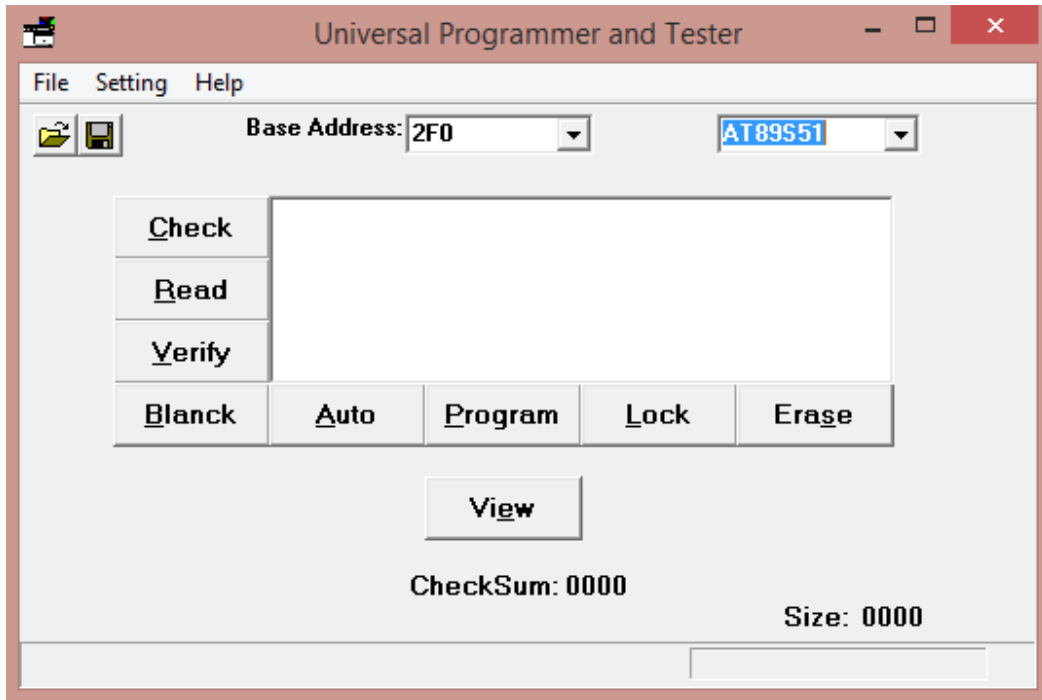 Universal Programmer and Tester
File Setting Help
Base Address: 2F0 AT89S51
Check
Read
Verify
Blanck Auto Program Lock Erase
View
CheckSum: 0000
Size: 0000